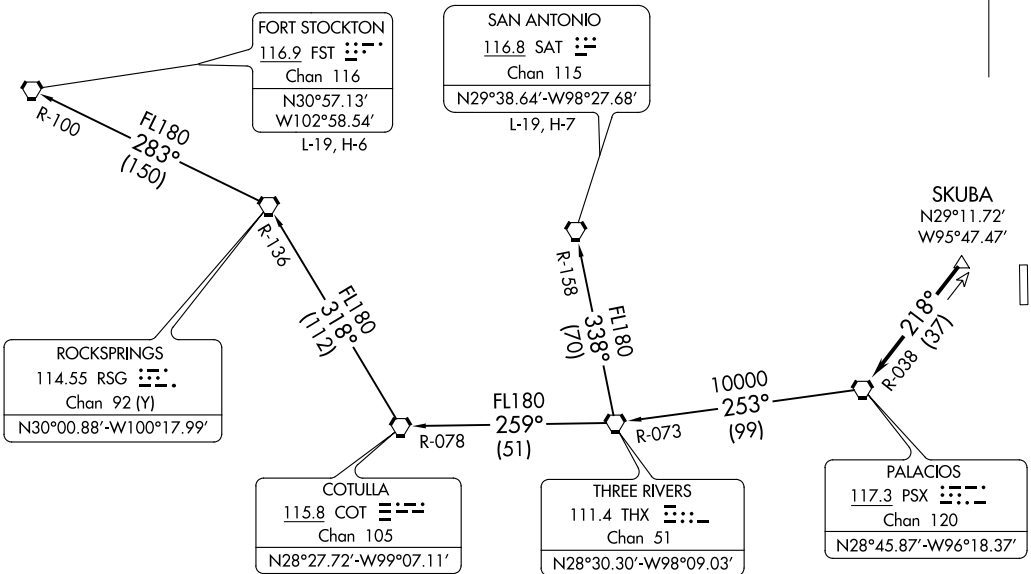 FORT STOCKTON
116.9 FST
Chan 116
N30°57.13'
W102°58.54'
L-19, H-6
SAN ANTONIO
116.8 SAT
Chan 115
N29°38.64'-W98°27.68'
L-19, H-7
R-100
FL180
283°
(150)
SKUBA
N29°11.72'
W95°47.47'
R-136
FL180
318°
(112)
R-158
FL180
338°
(70)
218°
(37)
R-038
ROCKSPRINGS
114.55 RSG
Chan 92 (Y)
N30°00.88'-W100°17.99'
R-078
FL180
259°
(51)
R-073
10000
253°
(99)
COTULLA
115.8 COT
Chan 105
N28°27.72'-W99°07.11'
THREE RIVERS
111.4 THX
Chan 51
N28°30.30'-W98°09.03'
PALACIOS
117.3 PSX
Chan 120
N28°45.87'-W96°18.37'